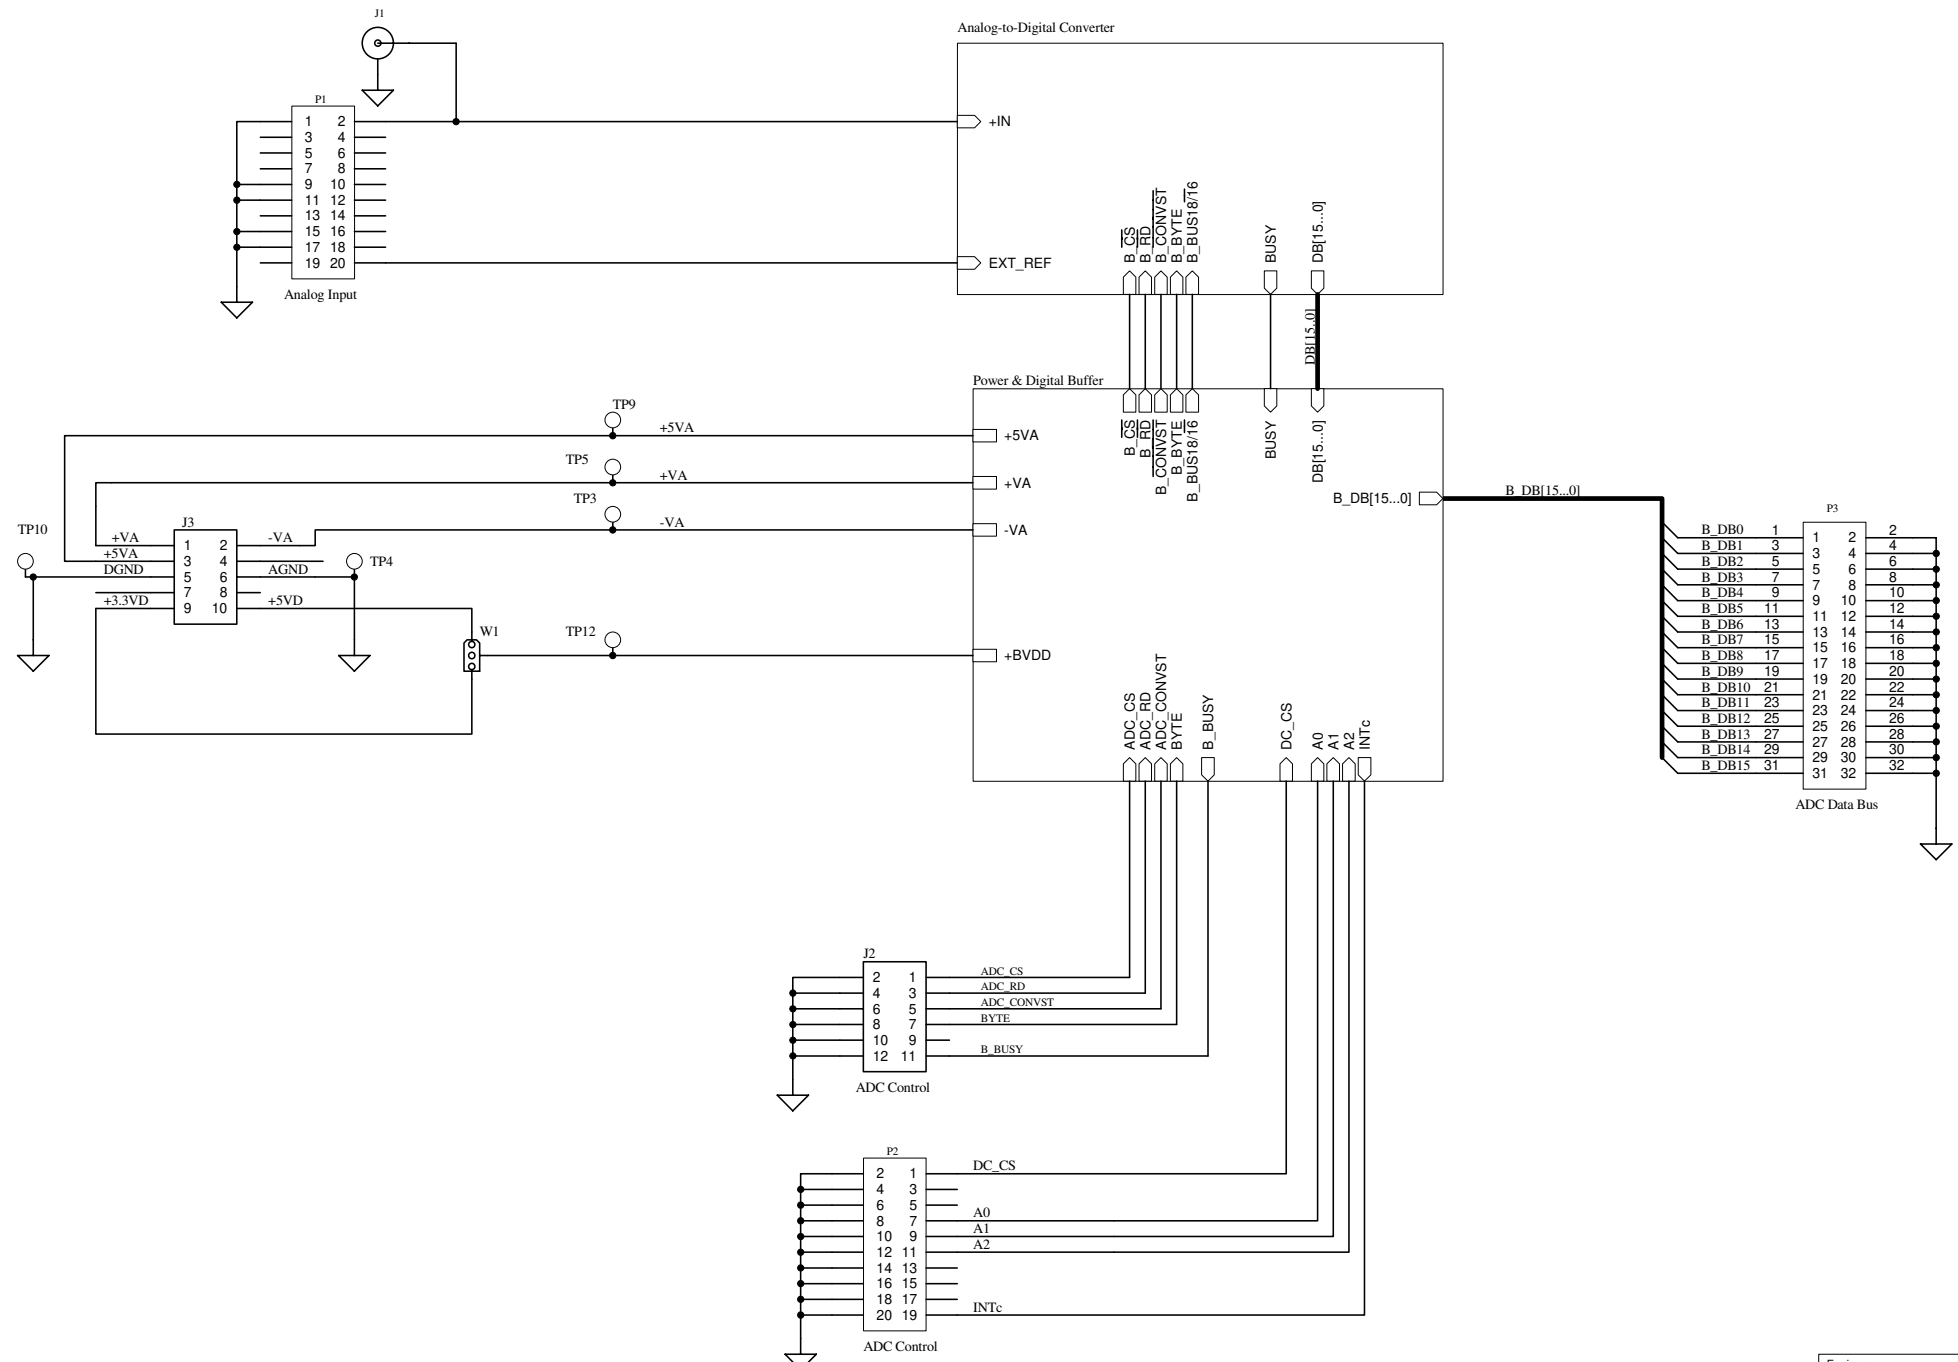 J1
Analog-to-Digital Converter
P1
1 2
3 4
5 6
7 8
9 10
11 12
13 14
15 16
17 18
19 20
Analog Input
+IN
EXT_REF
B_CS
B_RD
B_CONVST
B_BYTE
B_BUS18/16
BUSY
DB[15...0]
DB[15..0]
Power & Digital Buffer
B_CS
B_RD
B_CONVST
B_BYTE
B_BUS18/16
BUSY
DB[15...0]
TP9
+5VA
+5VA
TP5
+VA
+VA
TP3
-VA
-VA
B_DB[15...0]
B_DB[15...0]
TP10
J3
+VA 1 2 -VA
+5VA 3 4
DGND 5 6 AGND
7 8
+3.3VD 9 10 +5VD
TP4
W1
TP12
+BVDD
P3
B_DB0 1 1 2 2
B_DB1 3 3 4 4
B_DB2 5 5 6 6
B_DB3 7 7 8 8
B_DB4 9 9 10 10
B_DB5 11 11 12 12
B_DB6 13 13 14 14
B_DB7 15 15 16 16
B_DB8 17 17 18 18
B_DB9 19 19 20 20
B_DB10 21 21 22 22
B_DB11 23 23 24 24
B_DB12 25 25 26 26
B_DB13 27 27 28 28
B_DB14 29 29 30 30
B_DB15 31 31 32 32
ADC Data Bus
ADC_CS
ADC_RD
ADC_CONVST
BYTE
B_BUSY
DC_CS
A0
A1
A2
INTc
J2
2 1 ADC_CS
4 3 ADC_RD
6 5 ADC_CONVST
8 7 BYTE
10 9
12 11 B_BUSY
ADC Control
P2
2 1 DC_CS
4 3
6 5
8 7 A0
10 9 A1
12 11 A2
14 13
16 15
18 17
20 19 INTc
ADC Control